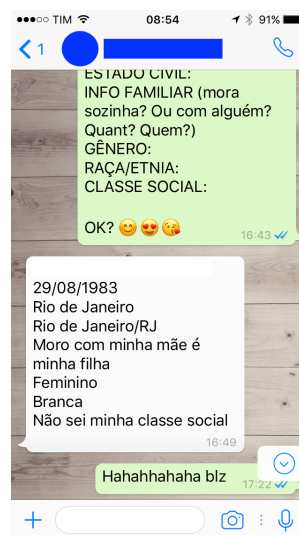 ●●●○○ TIM 08:54 91%
1
ESTADO CIVIL:
INFO FAMILIAR (mora
sozinha? Ou com alguém?
Quant? Quem?)
GÊNERO:
RAÇA/ETNIA:
CLASSE SOCIAL:
OK? 😊 😍 😘
16:43
29/08/1983
Rio de Janeiro
Rio de Janeiro/RJ
Moro com minha mãe é
minha filha
Feminino
Branca
Não sei minha classe social
16:49
Hahahhahaha blz
17:22